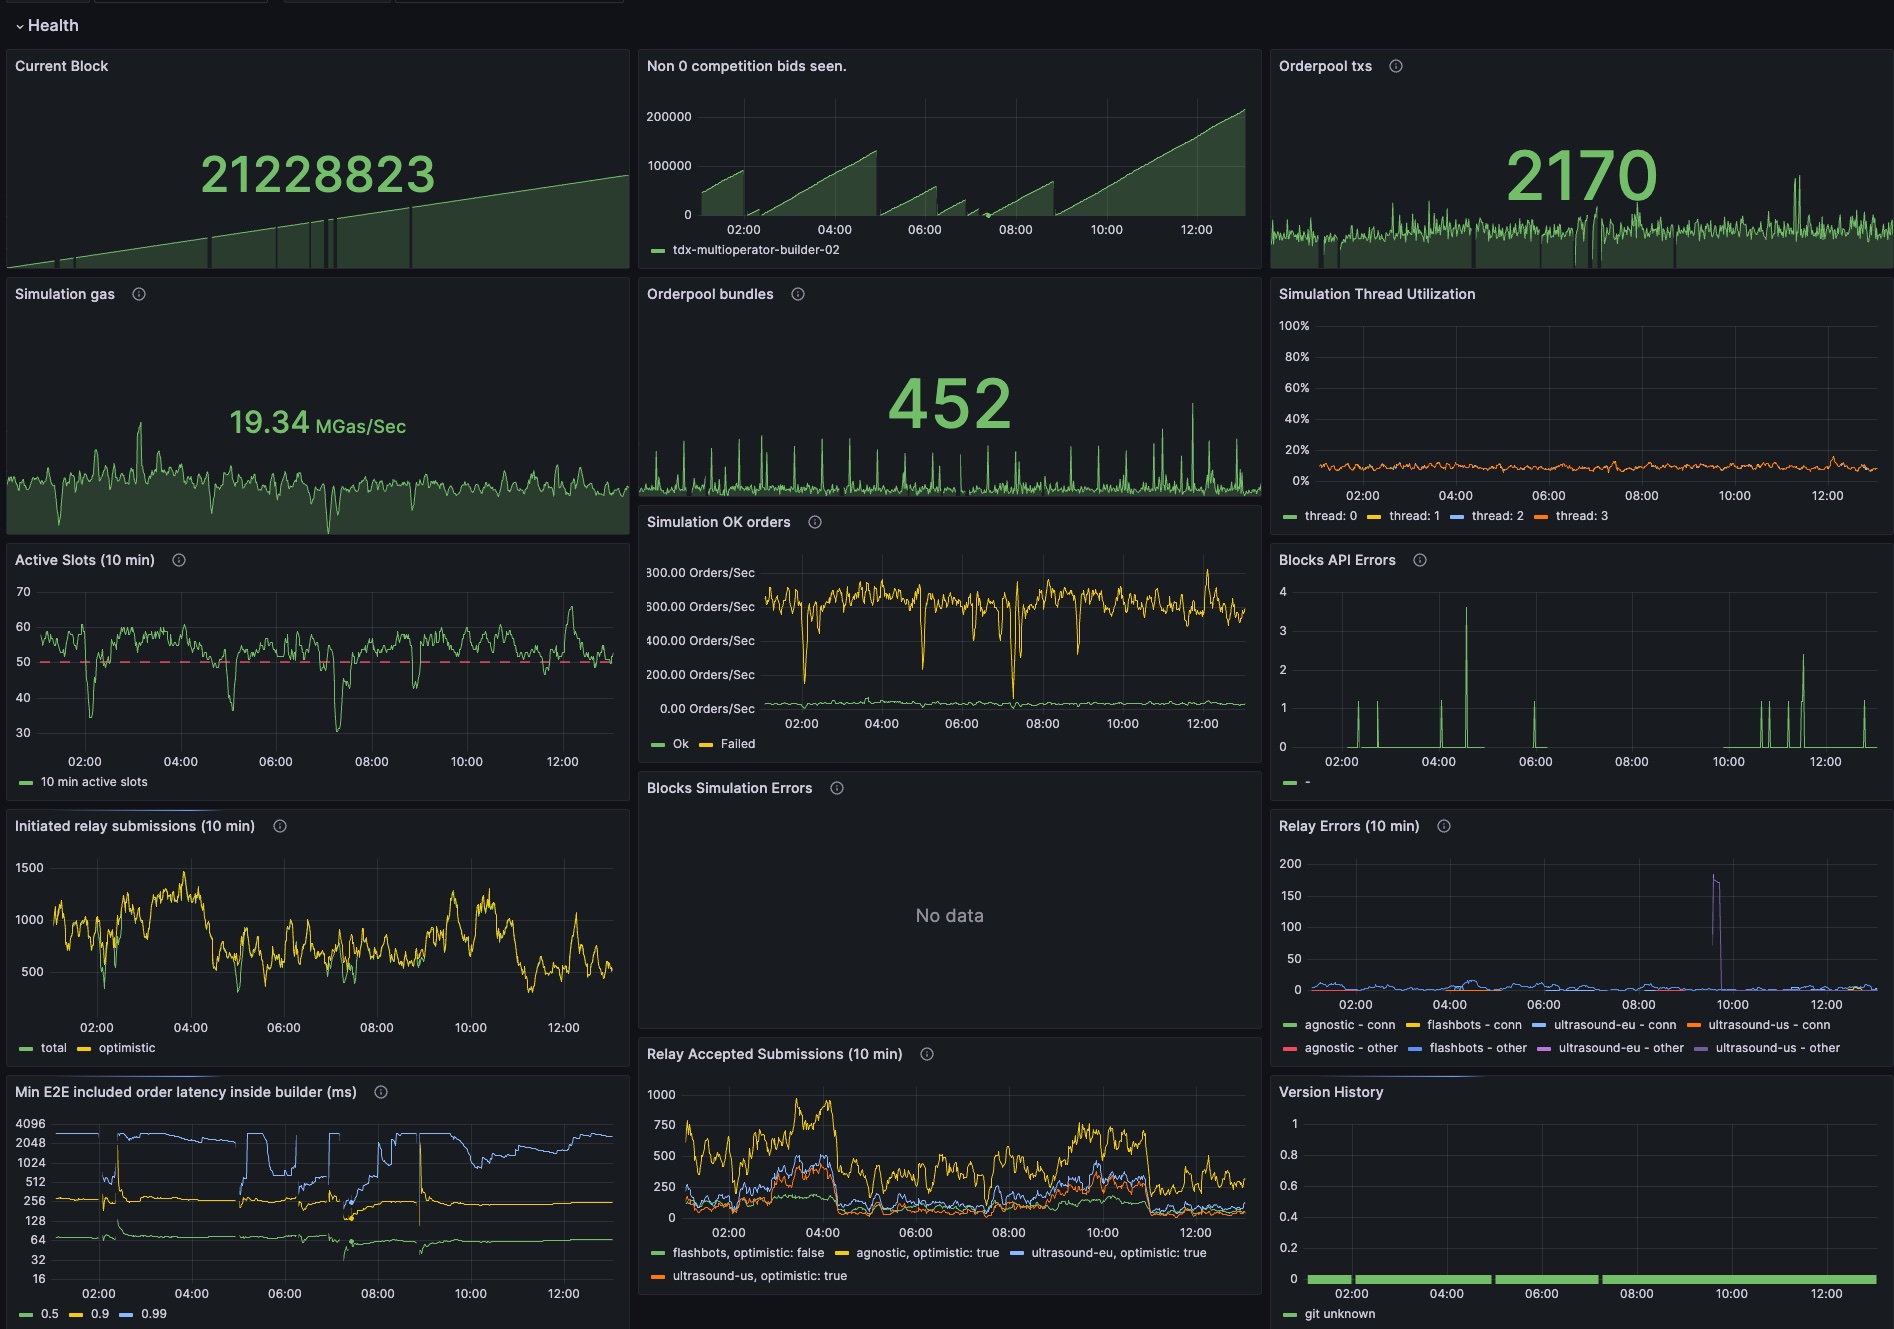 Health
Current Block
21228823
Non 0 competition bids seen.
200000
100000
0
02:00 04:00 06:00 08:00 10:00 12:00
tdx-multioperator-builder-02
Orderpool txs
2170
Simulation gas
19.34 MGas/Sec
Orderpool bundles
452
Simulation Thread Utilization
100%
80%
60%
40%
20%
0%
02:00 04:00 06:00 08:00 10:00 12:00
thread: 0 thread: 1 thread: 2 thread: 3
Simulation OK orders
800.00 Orders/Sec
600.00 Orders/Sec
400.00 Orders/Sec
200.00 Orders/Sec
0.00 Orders/Sec
02:00 04:00 06:00 08:00 10:00 12:00
Ok Failed
Active Slots (10 min)
70
60
50
40
30
02:00 04:00 06:00 08:00 10:00 12:00
10 min active slots
Blocks API Errors
4
3
2
1
0
02:00 04:00 06:00 08:00 10:00 12:00
-
Blocks Simulation Errors
No data
Initiated relay submissions (10 min)
1500
1000
500
02:00 04:00 06:00 08:00 10:00 12:00
total optimistic
Relay Errors (10 min)
200
150
100
50
0
02:00 04:00 06:00 08:00 10:00 12:00
agnostic - conn flashbots - conn ultrasound-eu - conn ultrasound-us - conn
agnostic - other flashbots - other ultrasound-eu - other ultrasound-us - other
Relay Accepted Submissions (10 min)
1000
750
500
250
0
02:00 04:00 06:00 08:00 10:00 12:00
flashbots, optimistic: false agnostic, optimistic: true ultrasound-eu, optimistic: true
ultrasound-us, optimistic: true
Min E2E included order latency inside builder (ms)
4096
2048
1024
512
256
128
64
32
16
02:00 04:00 06:00 08:00 10:00 12:00
0.5 0.9 0.99
Version History
1
0.8
0.6
0.4
0.2
0
02:00 04:00 06:00 08:00 10:00 12:00
git unknown